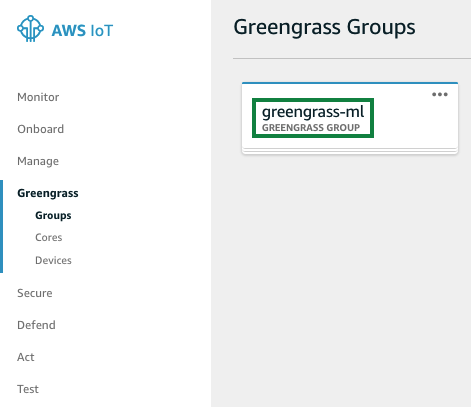 AWS IoT
Monitor
Onboard
Manage
Greengrass
Groups
Cores
Devices
Secure
Defend
Act
Test
Greengrass Groups
greengrass-ml
GREENGRASS GROUP